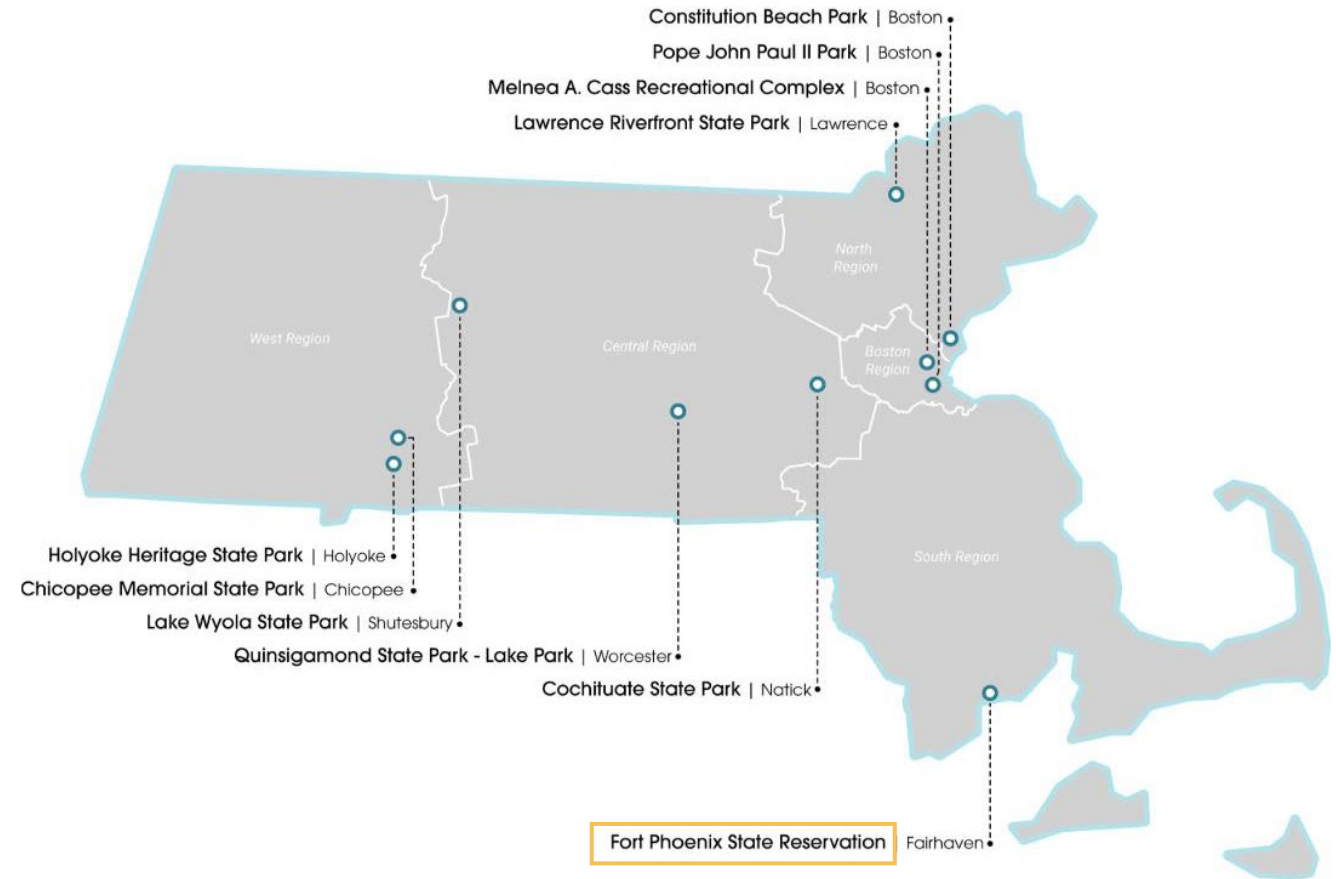 Constitution Beach Park | Boston
Pope John Paul II Park | Boston
Melnea A. Cass Recreational Complex | Boston
Lawrence Riverfront State Park | Lawrence
North
Region
West Region
Central Region
Boston
Region
South Region
Holyoke Heritage State Park | Holyoke
Chicopee Memorial State Park | Chicopee
Lake Wyola State Park | Shutesbury
Quinsigamond State Park - Lake Park | Worcester
Cochituate State Park | Natick
Fort Phoenix State Reservation Fairhaven